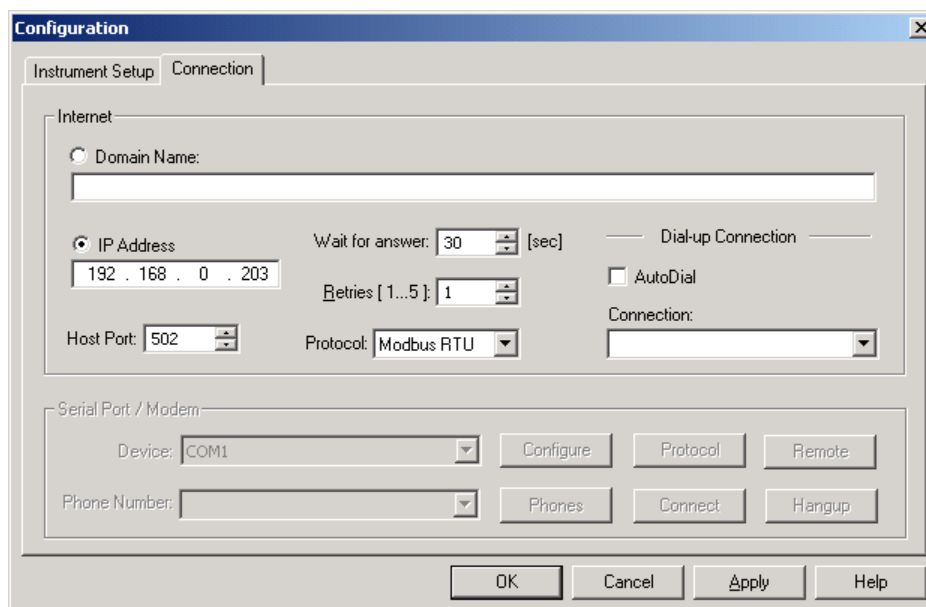 Configuration
Instrument Setup Connection
Internet
Domain Name:
IP Address
192 . 168 . 0 . 203
Wait for answer: 30 [sec]
Dial-up Connection
Retries [ 1...5 ]: 1
AutoDial
Host Port: 502
Protocol: Modbus RTU
Connection:
Serial Port / Modem
Device: COM1 Configure Protocol Remote
Phone Number: Phones Connect Hangup
OK Cancel Apply Help